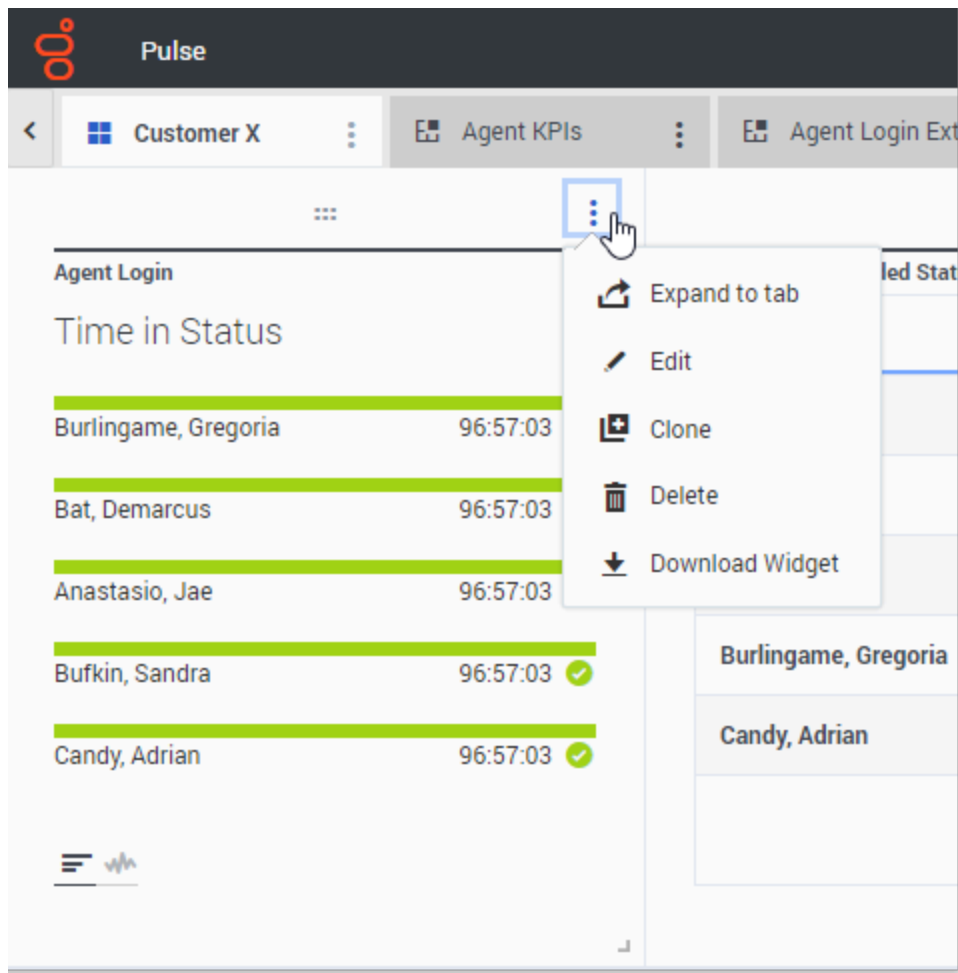 Pulse
Customer X
Agent KPIs
Agent Login Ext
Agent Login
Time in Status
Burlingame, Gregoria 96:57:03
Bat, Demarcus 96:57:03
Anastasio, Jae 96:57:03
Bufkin, Sandra 96:57:03
Candy, Adrian 96:57:03
Expand to tab
Edit
Clone
Delete
Download Widget
led Stat
Burlingame, Gregoria
Candy, Adrian